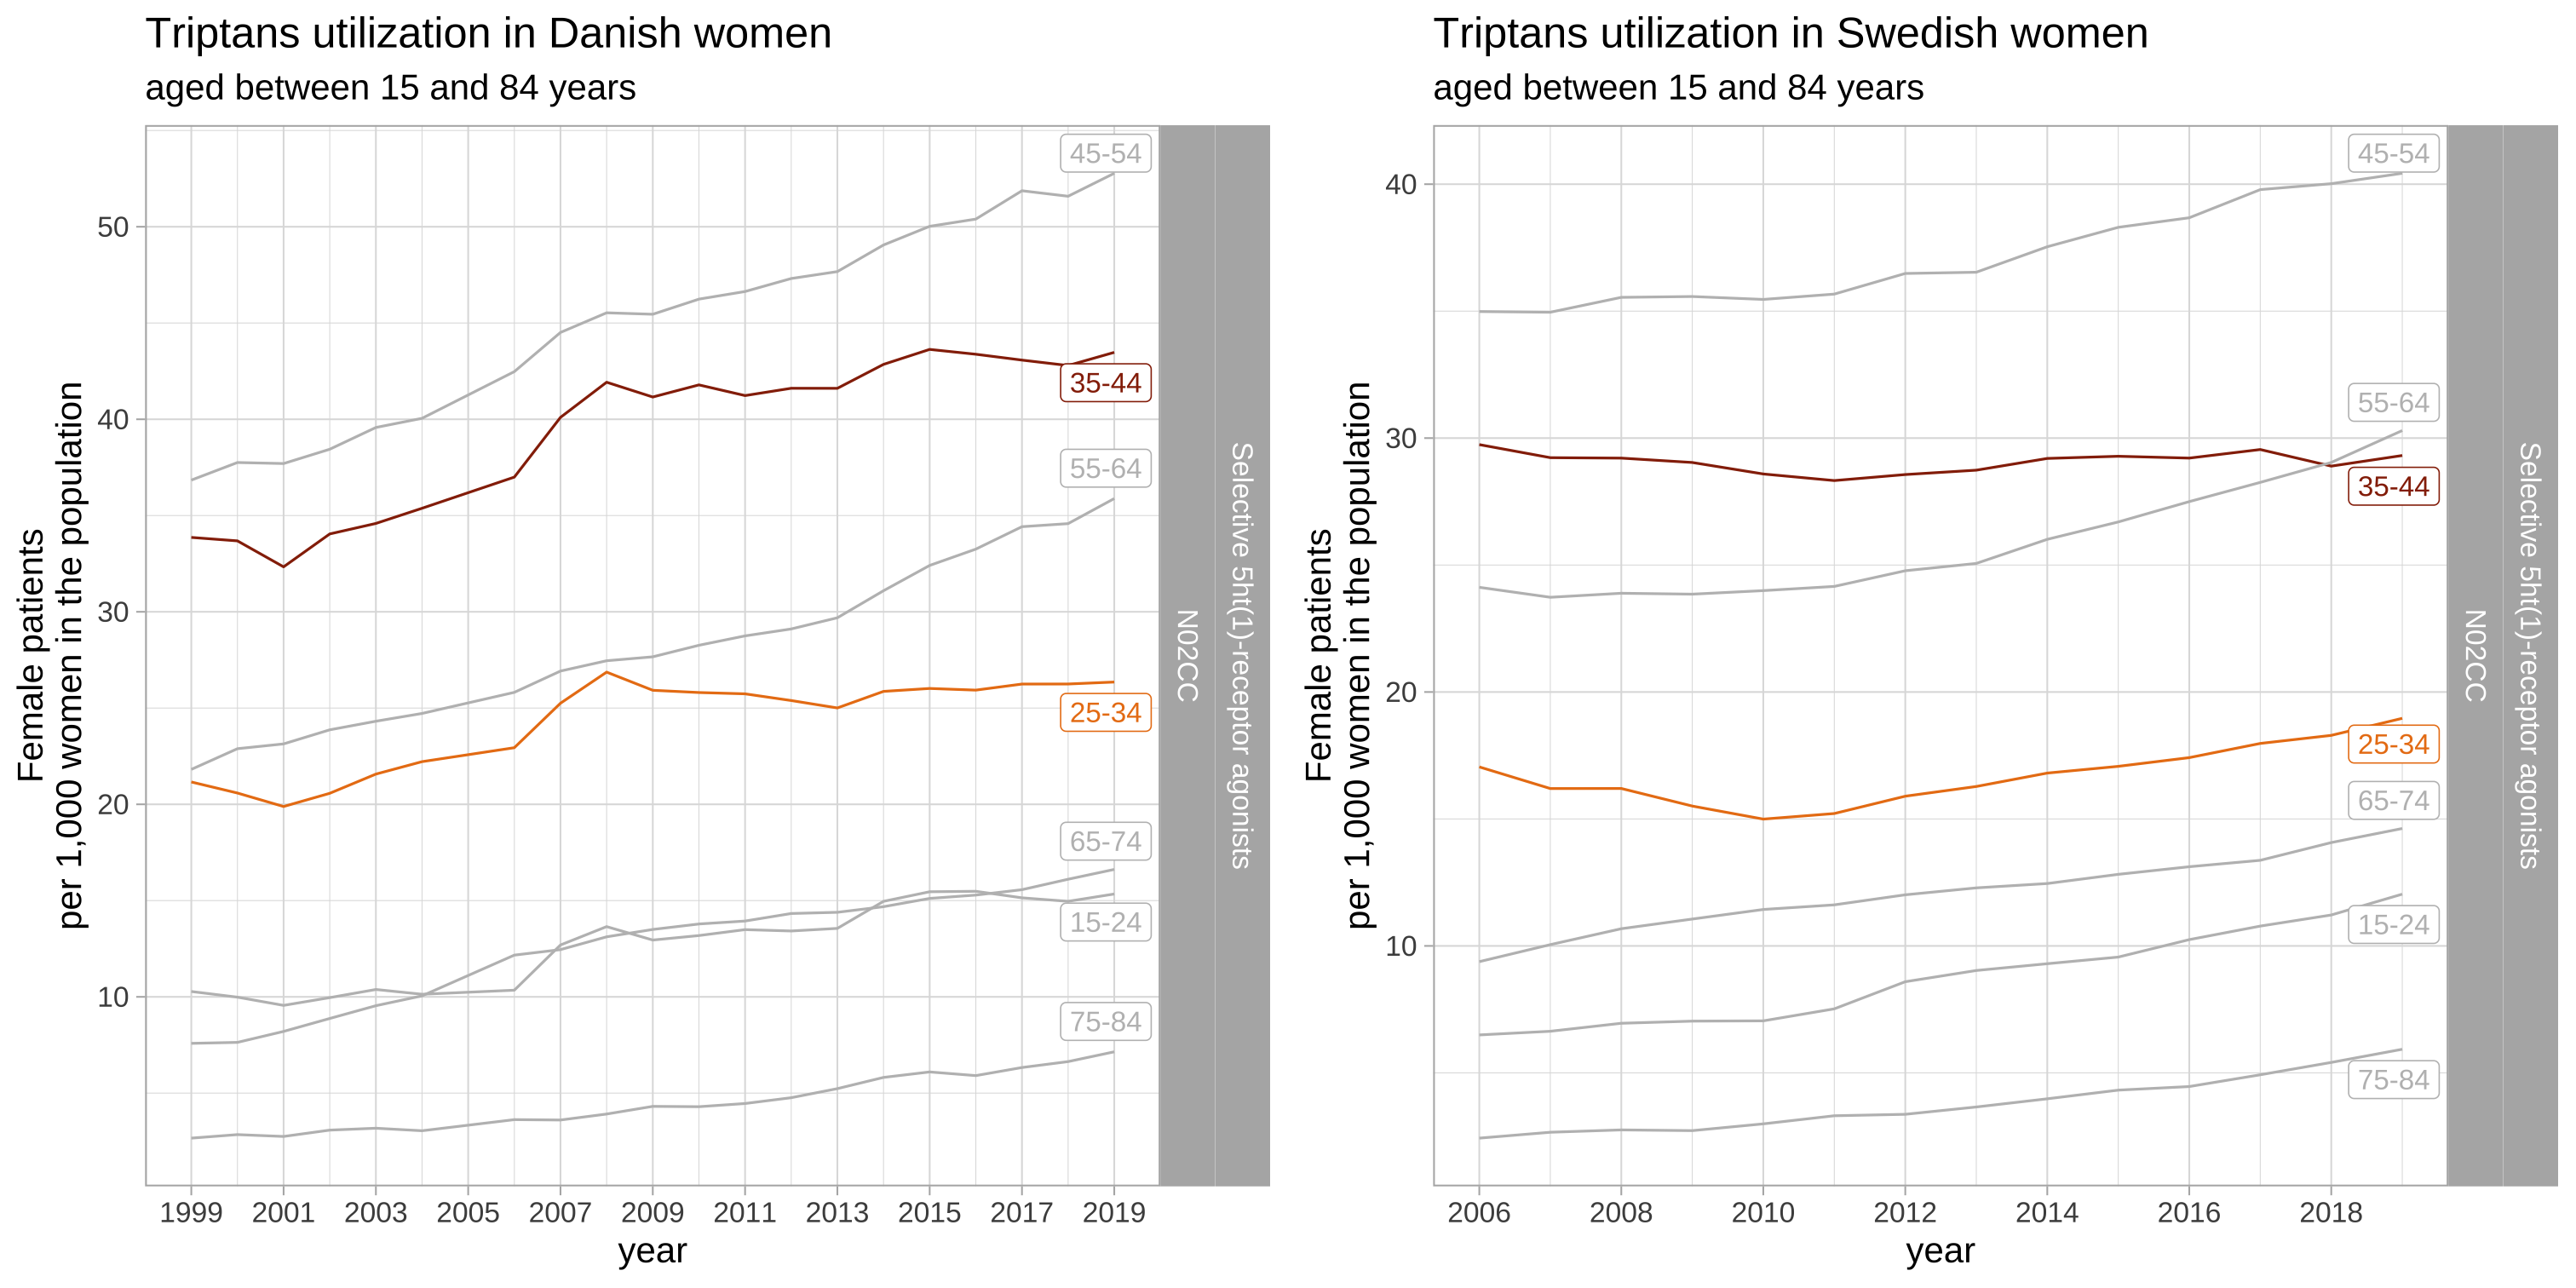 Triptans utilization in Danish women
aged between 15 and 84 years
Female patients
per 1,000 women in the population
50
40
30
20
10
45-54
35-44
55-64
25-34
65-74
15-24
75-84
N02CC
Selective 5ht(1)-receptor agonists
1999 2001 2003 2005 2007 2009 2011 2013 2015 2017 2019
year
Triptans utilization in Swedish women
aged between 15 and 84 years
Female patients
per 1,000 women in the population
40
30
20
10
45-54
55-64
35-44
25-34
65-74
15-24
75-84
N02CC
Selective 5ht(1)-receptor agonists
2006 2008 2010 2012 2014 2016 2018
year